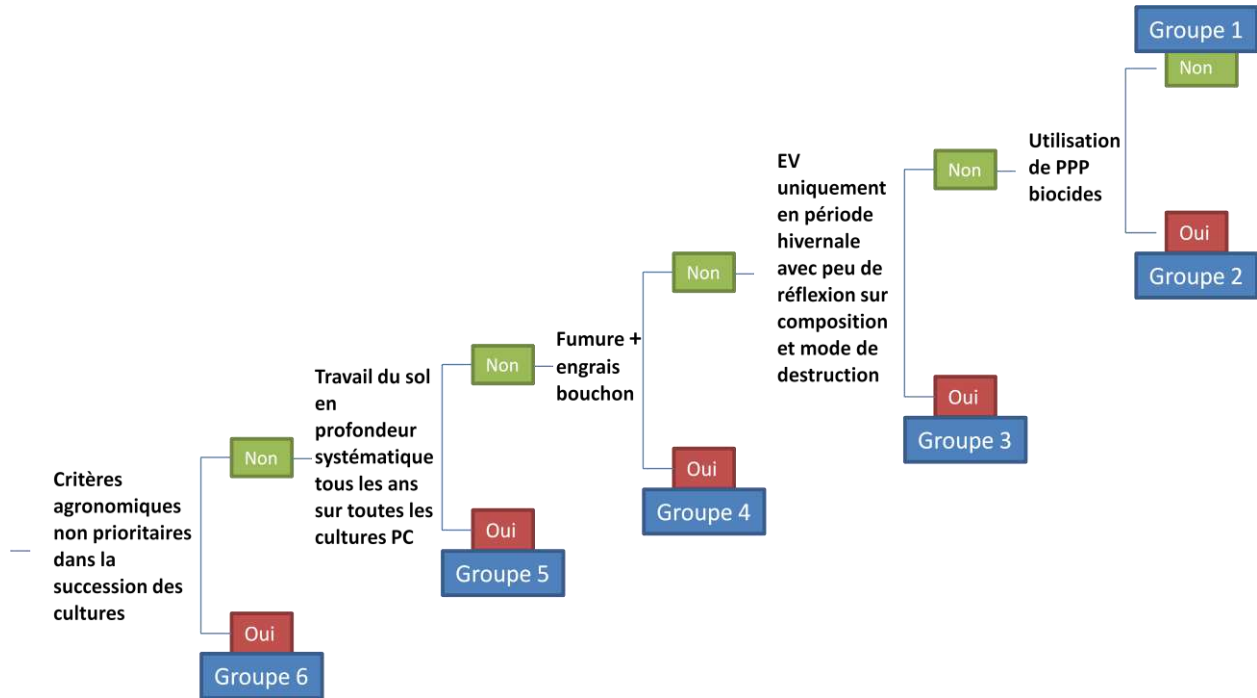 Critères
agronomiques
non prioritaires
dans la
succession des
cultures
Non
Oui
Groupe 6
Travail du sol
en
profondeur
systématique
tous les ans
sur toutes les
cultures PC
Non
Oui
Groupe 5
Fumure +
engrais
bouchon
Non
Oui
Groupe 4
EV
uniquement
en période
hivernale
avec peu de
réflexion sur
composition
et mode de
destruction
Non
Oui
Groupe 3
Utilisation
de PPP
biocides
Groupe 1
Non
Oui
Groupe 2